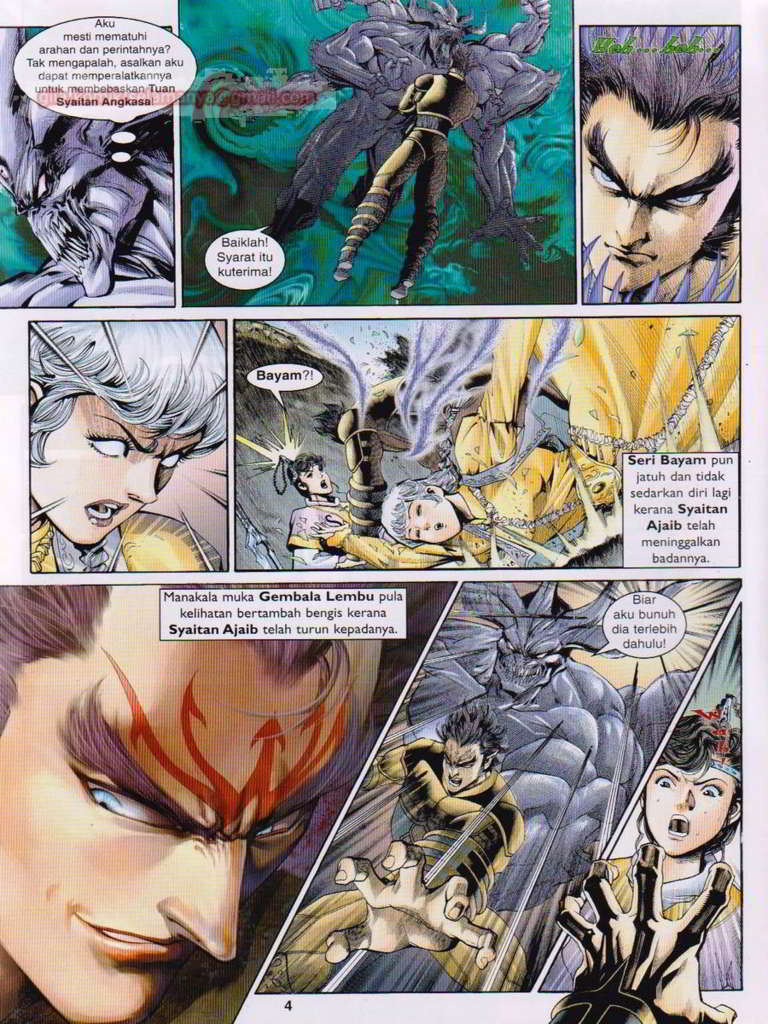 Aku
mesti mematuhi
arahan dan perintahnya?
Tak mengapalah, asalkan aku
dapat memperalatkannya
untuk membebaskan Tuan
Syaitan Angkasa!
Baiklah!
Syarat itu
kuterima!
Heh... heh...
Bayam?!
Seri Bayam pun
jatuh dan tidak
sedarkan diri lagi
kerana Syaitan
Ajaib telah
meninggalkan
badannya.
Manakala muka Gembala Lembu pula
kelihatan bertambah bengis kerana
Syaitan Ajaib telah turun kepadanya.
Biar
aku bunuh
dia terlebih
dahulu!
4